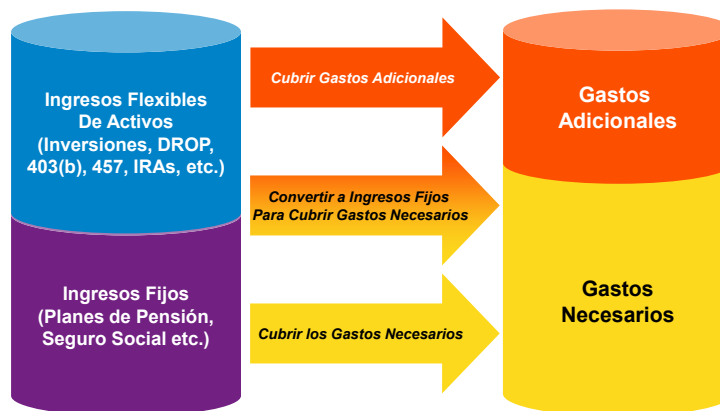 Ingresos Flexibles
De Activos
(Inversiones, DROP,
403(b), 457, IRAs, etc.)
Ingresos Fijos
(Planes de Pensión,
Seguro Social etc.)
Cubrir Gastos Adicionales
Convertir a Ingresos Fijos
Para Cubrir Gastos Necesarios
Cubrir los Gastos Necesarios
Gastos
Adicionales
Gastos
Necesarios